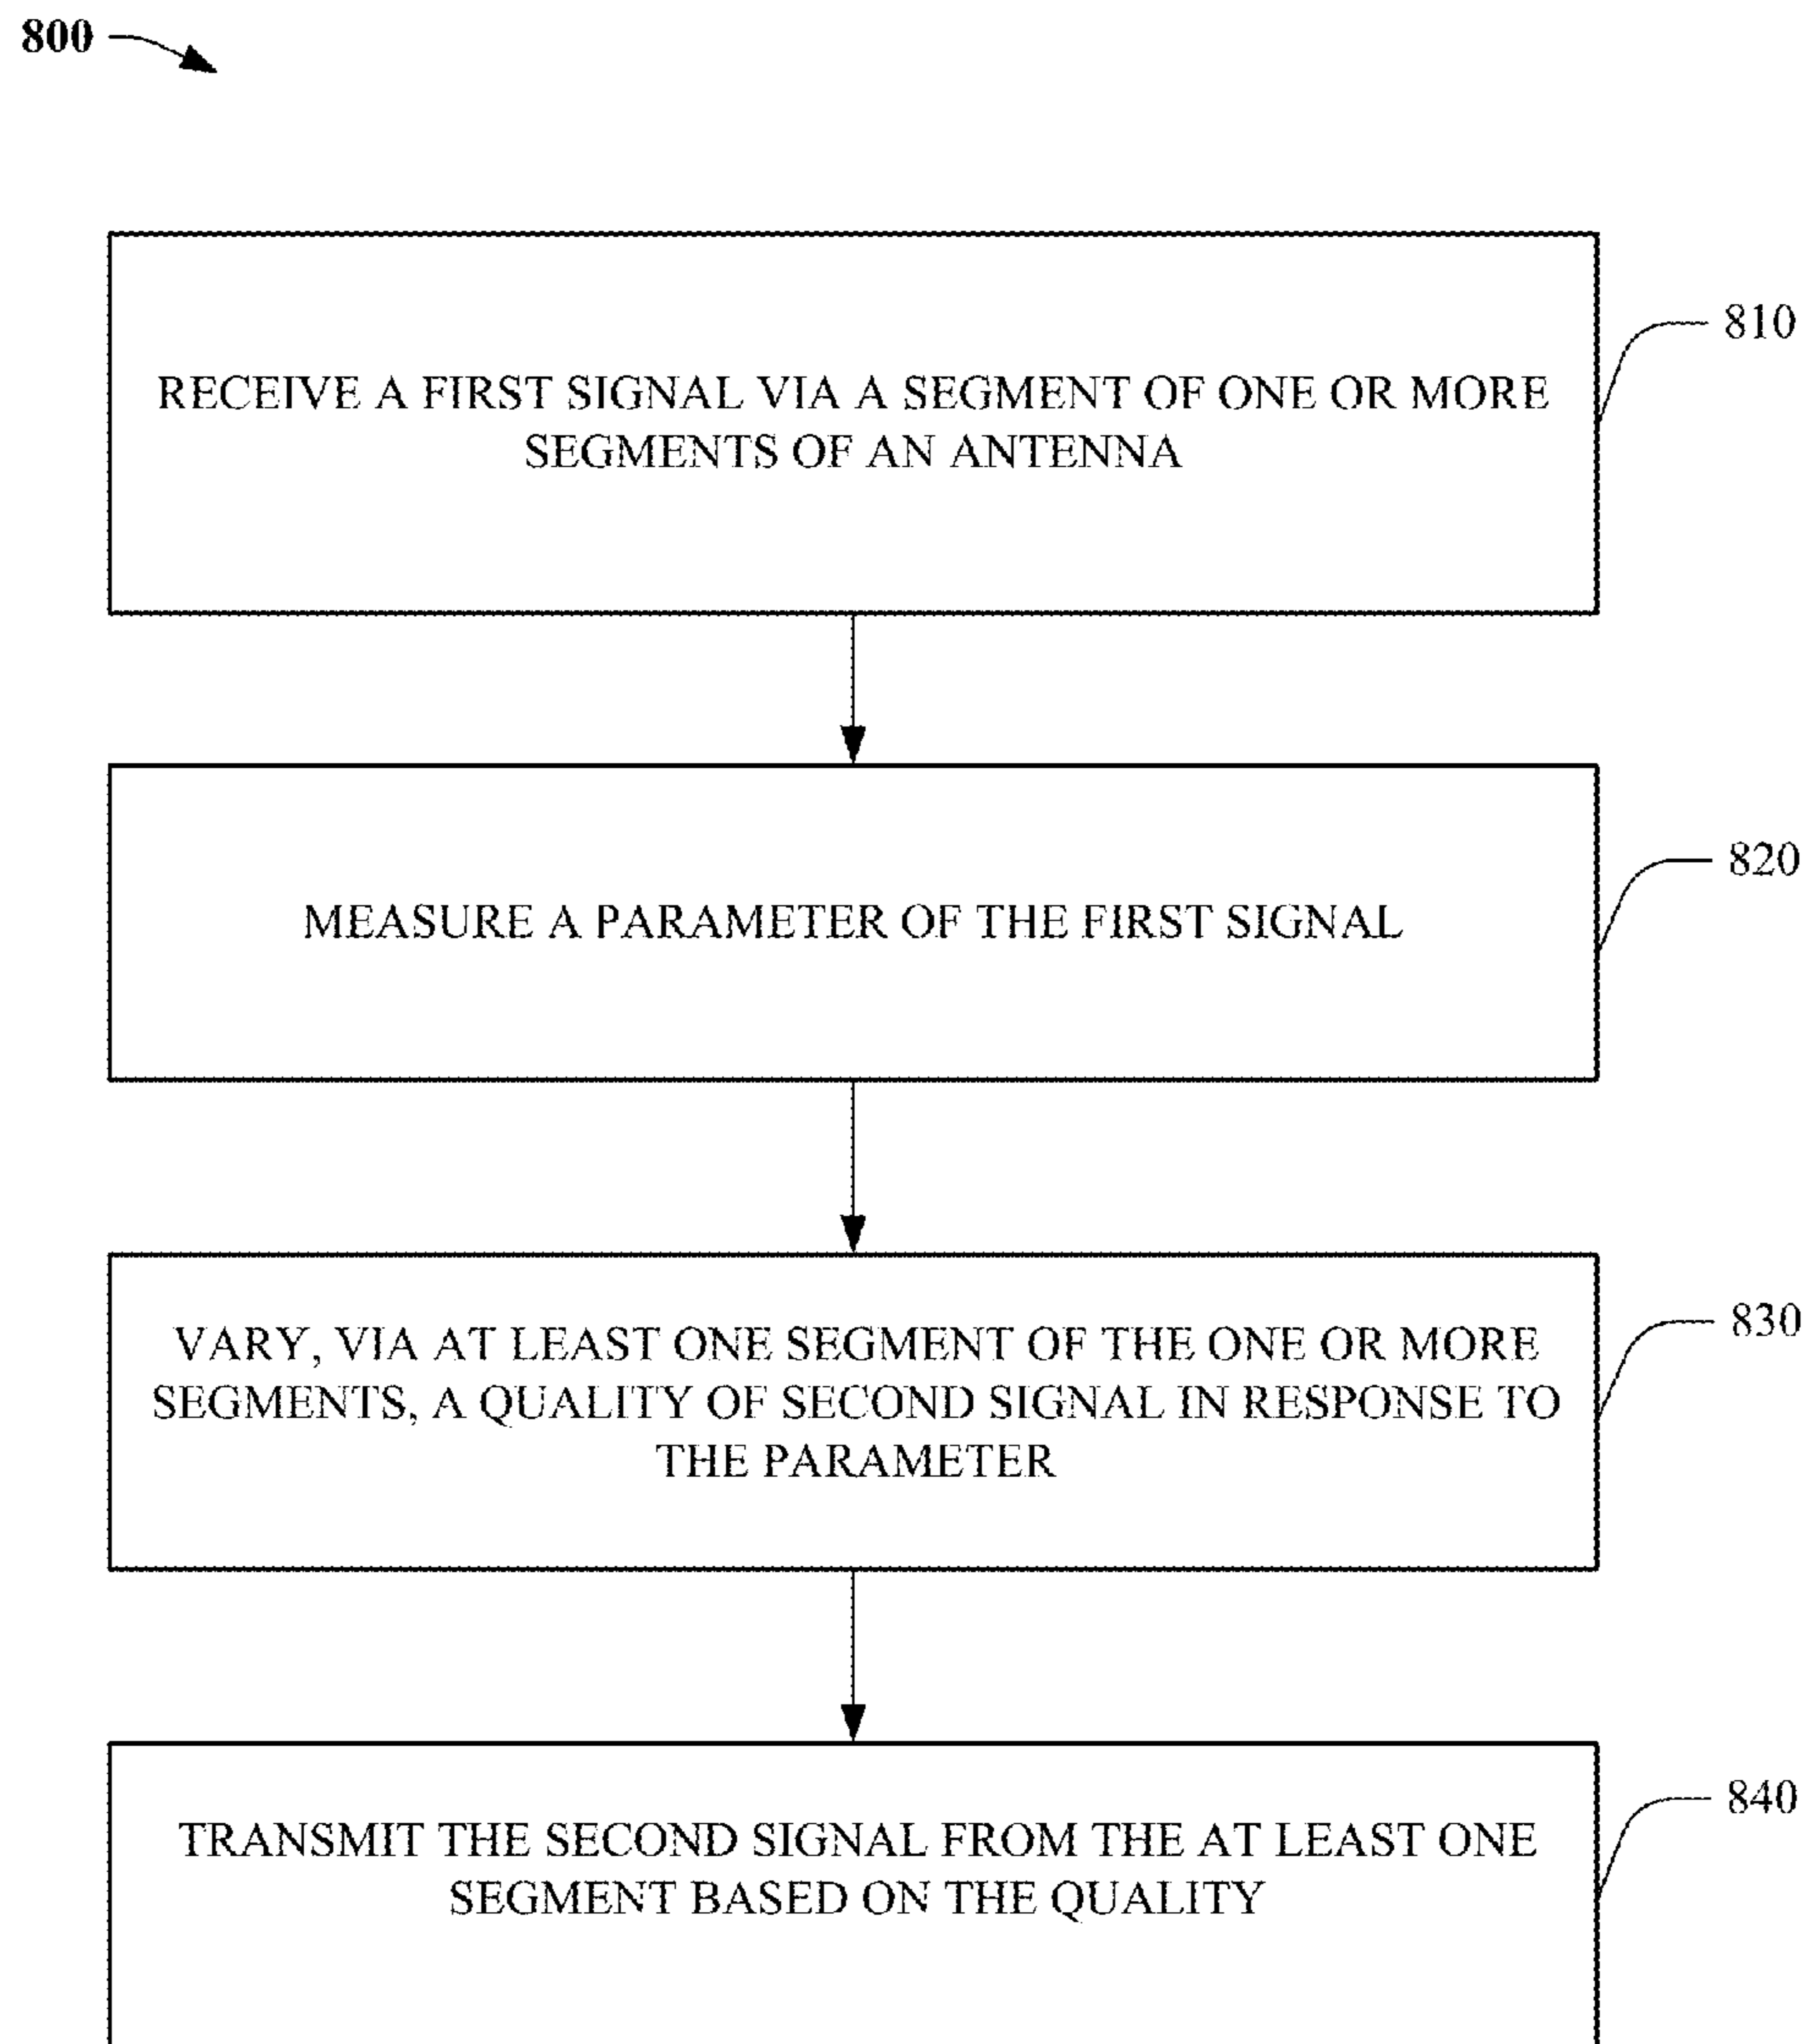 800
810
RECEIVE A FIRST SIGNAL VIA A SEGMENT OF ONE OR MORE
SEGMENTS OF AN ANTENNA
820
MEASURE A PARAMETER OF THE FIRST SIGNAL
830
VARY, VIA AT LEAST ONE SEGMENT OF THE ONE OR MORE
SEGMENTS, A QUALITY OF SECOND SIGNAL IN RESPONSE TO
THE PARAMETER
840
TRANSMIT THE SECOND SIGNAL FROM THE AT LEAST ONE
SEGMENT BASED ON THE QUALITY